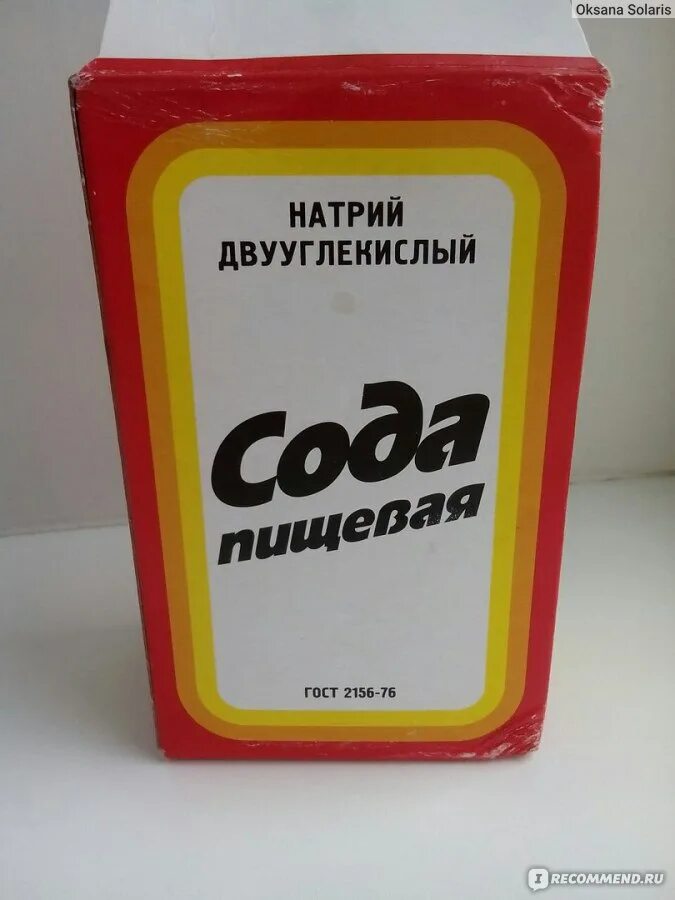 Oksana Solaris
НАТРИЙ
ДВУУГЛЕКИСЛЫЙ
Сода
пищевая
ГОСТ 2156-76
I RECOMMEND.RU